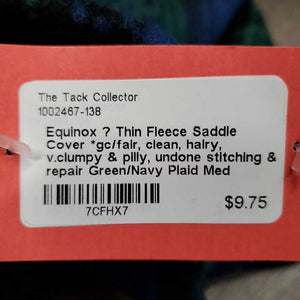 The Tack Collector
1002467-138
Equinox ? Thin Fleece Saddle
Cover *gc/fair, clean, hairy,
v.clumpy & pilly, undone stitching &
repair Green/Navy Plaid Med
$9.75
7CFHX7